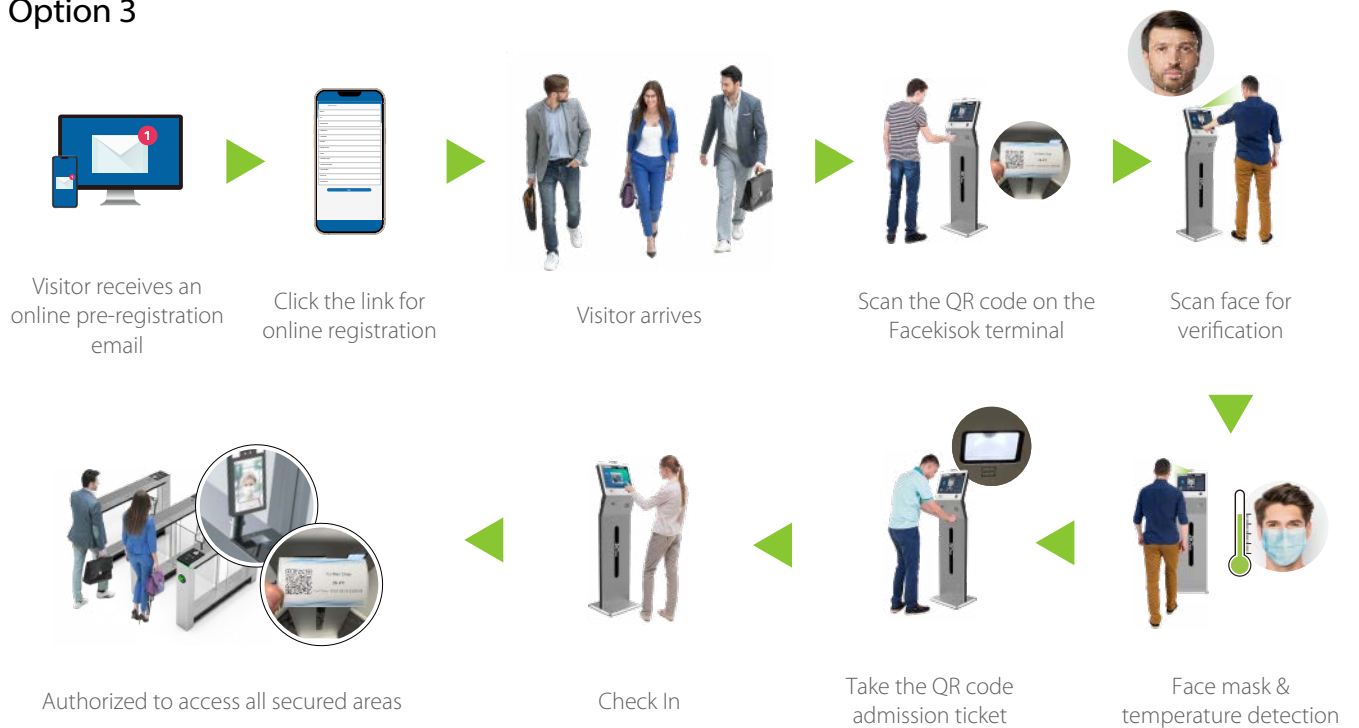 Option 3
1
Visitor receives an
online pre-registration
email
Click the link for
online registration
Visitor arrives
Scan the QR code on the
Facekisok terminal
Scan face for
verification
Face mask &
temperature detection
Take the QR code
admission ticket
Check In
Authorized to access all secured areas